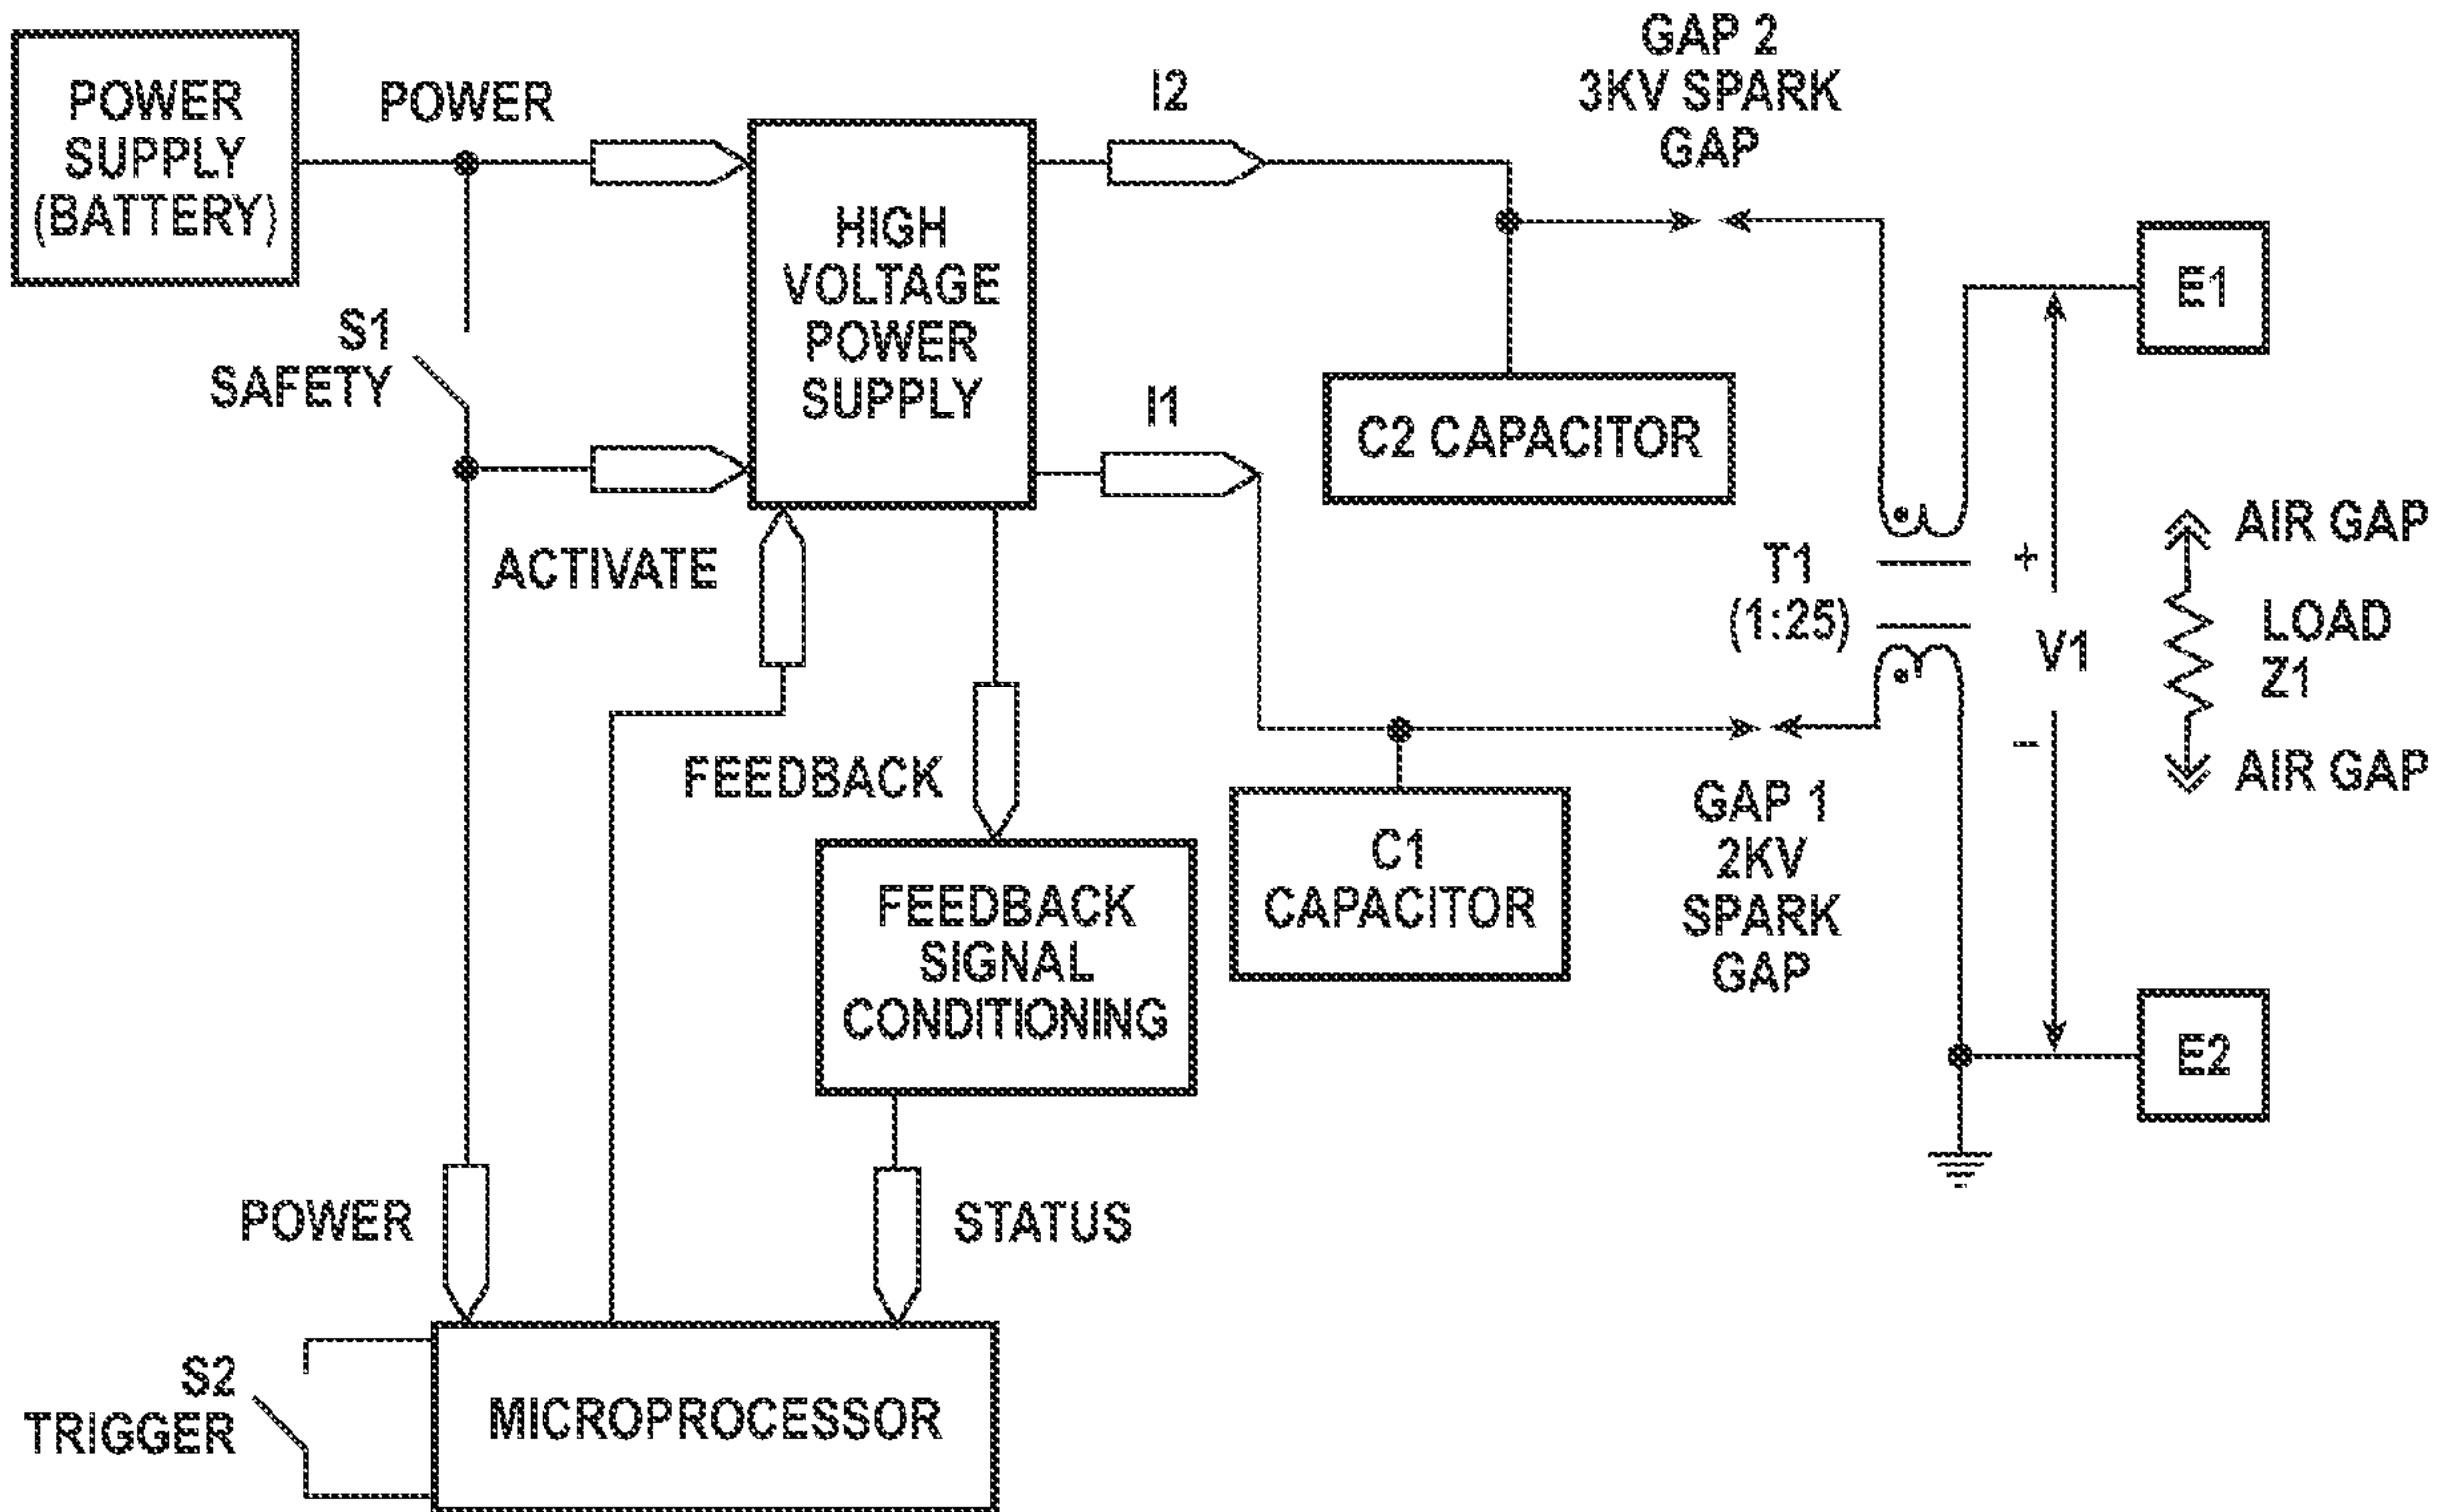 POWER
SUPPLY
(BATTERY)
POWER
I2
GAP 2
3KV SPARK
GAP
HIGH
VOLTAGE
POWER
SUPPLY
E1
S1
SAFETY
I1
C2 CAPACITOR
ACTIVATE
T1
(1:25)
+
V1
-
AIR GAP
LOAD
Z1
AIR GAP
FEEDBACK
C1
CAPACITOR
GAP 1
2KV
SPARK
GAP
FEEDBACK
SIGNAL
CONDITIONING
E2
POWER
STATUS
S2
TRIGGER
MICROPROCESSOR